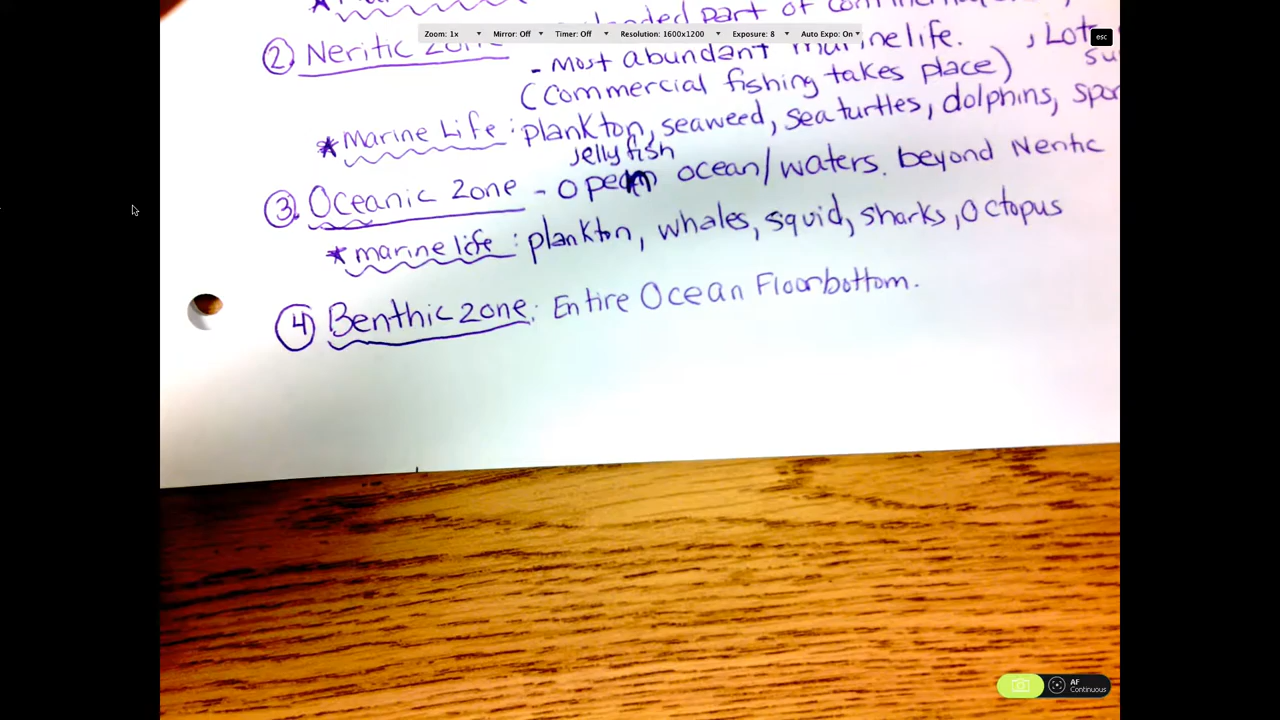 Zoom: 1x Mirror: Off Timer: Off Resolution: 1600x1200 Exposure: 8 Auto Expo: On
esc
part of
② Neritic Zone
- most abundant marine life. , Lot
(Commercial fishing takes place)
*Marine Life: plankton, seaweed, sea turtles, dolphins,
Jelly fish
③. Oceanic Zone - Open ocean/waters. beyond Neritic
*marine life: plankton, whales, squid, sharks, octopus
④ Benthic zone: Entire Ocean Floorbottom.
AF
Continuous